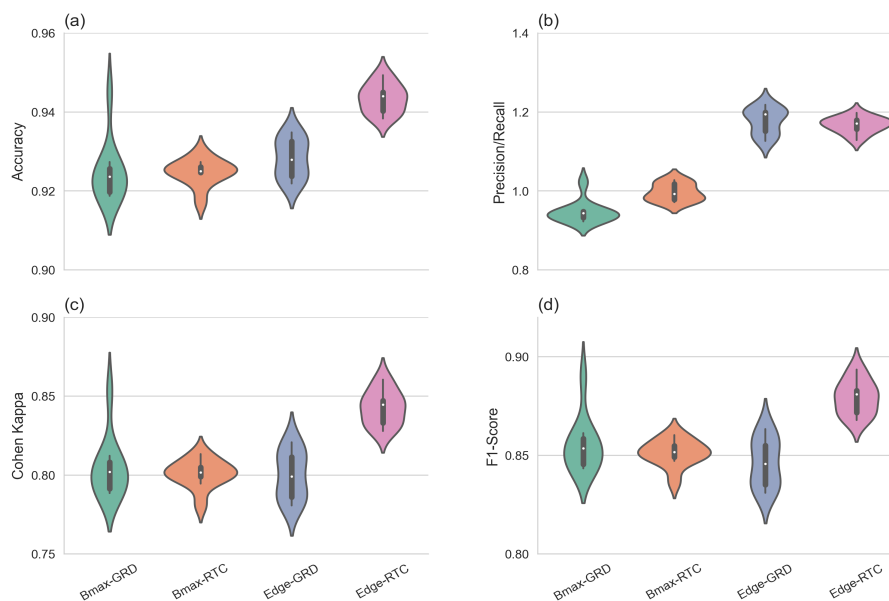 (a)
0.96
0.94
0.92
0.90
Accuracy
(b)
1.4
1.2
1.0
0.8
Precision/Recall
(c)
0.90
0.85
0.80
0.75
Cohen Kappa
Bmax-GRD
Bmax-RTC
Edge-GRD
Edge-RTC
(d)
0.90
0.85
0.80
F1-Score
Bmax-GRD
Bmax-RTC
Edge-GRD
Edge-RTC